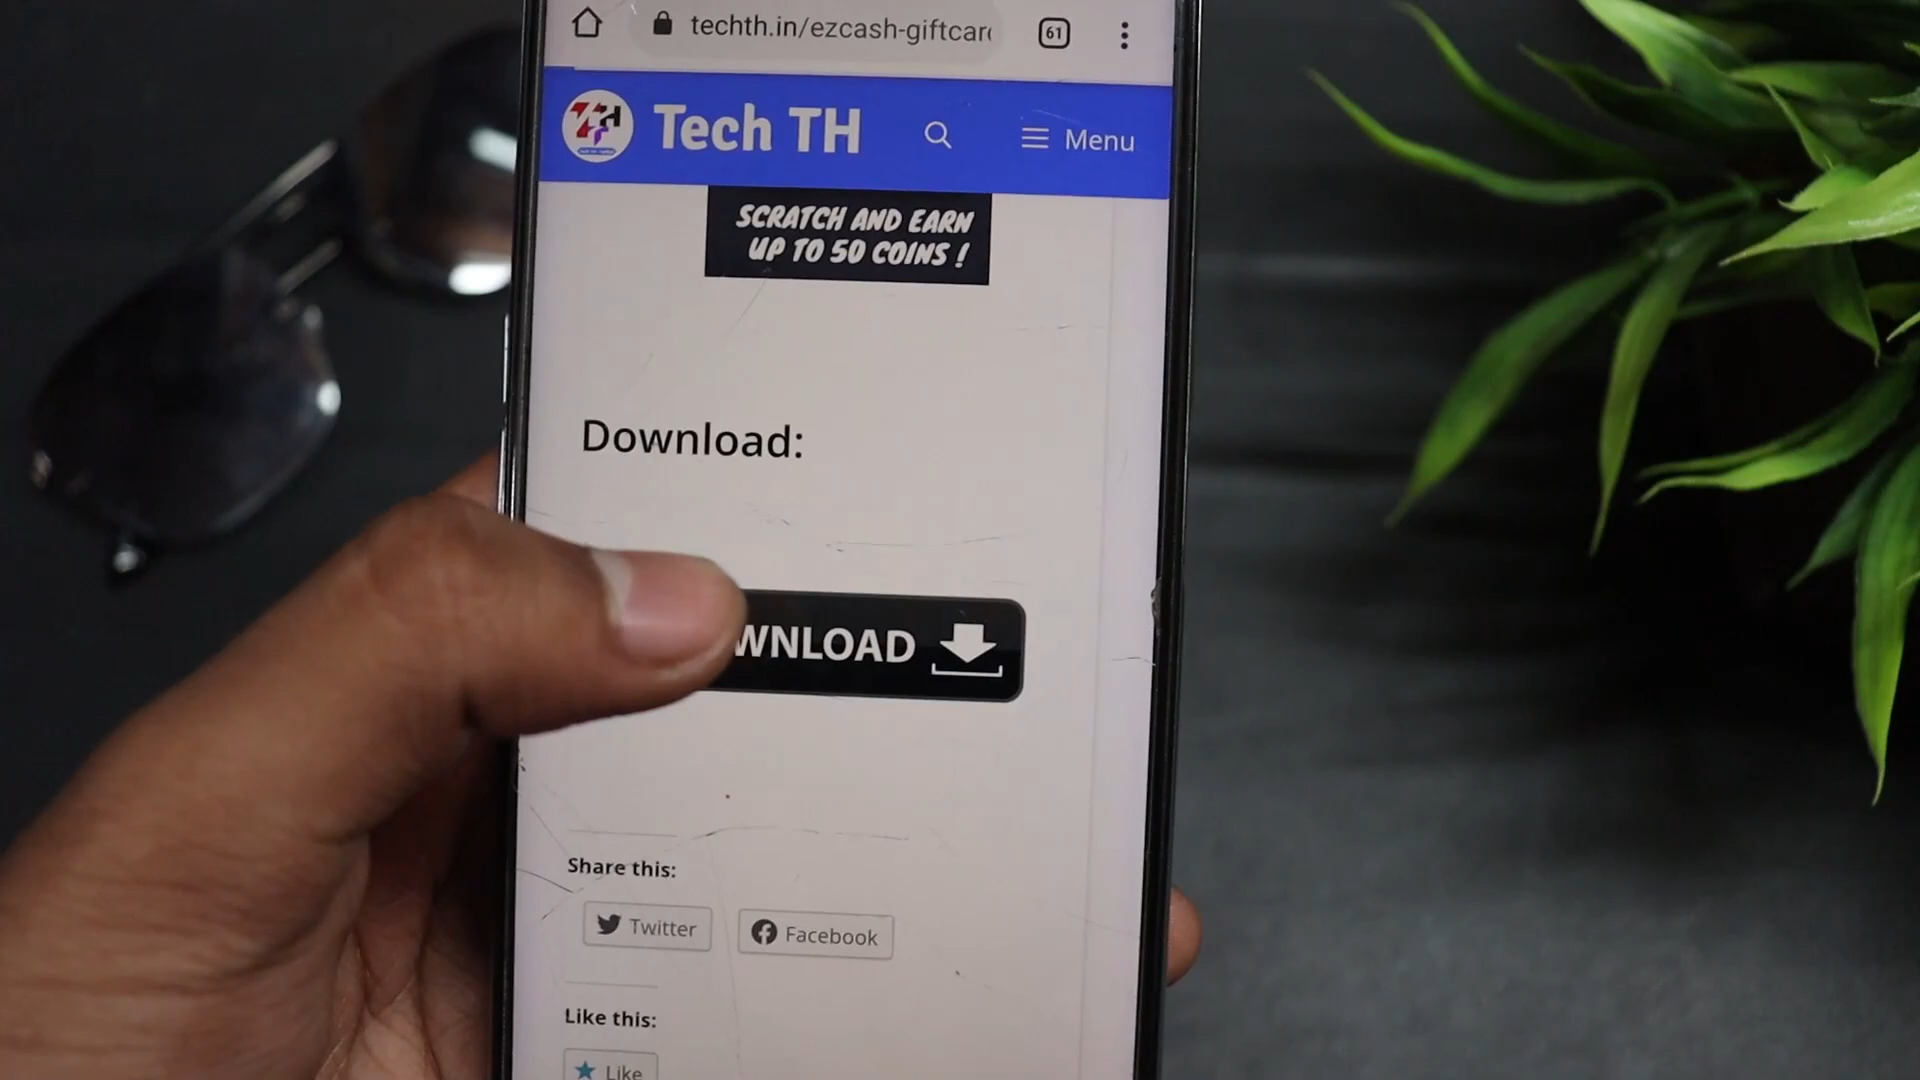 techth.in/ezcash-giftcar
61
Tech TH
Menu
SCRATCH AND EARN
UP TO 50 COINS !
Download:
WNLOAD
Share this:
Twitter
Facebook
Like this:
Like